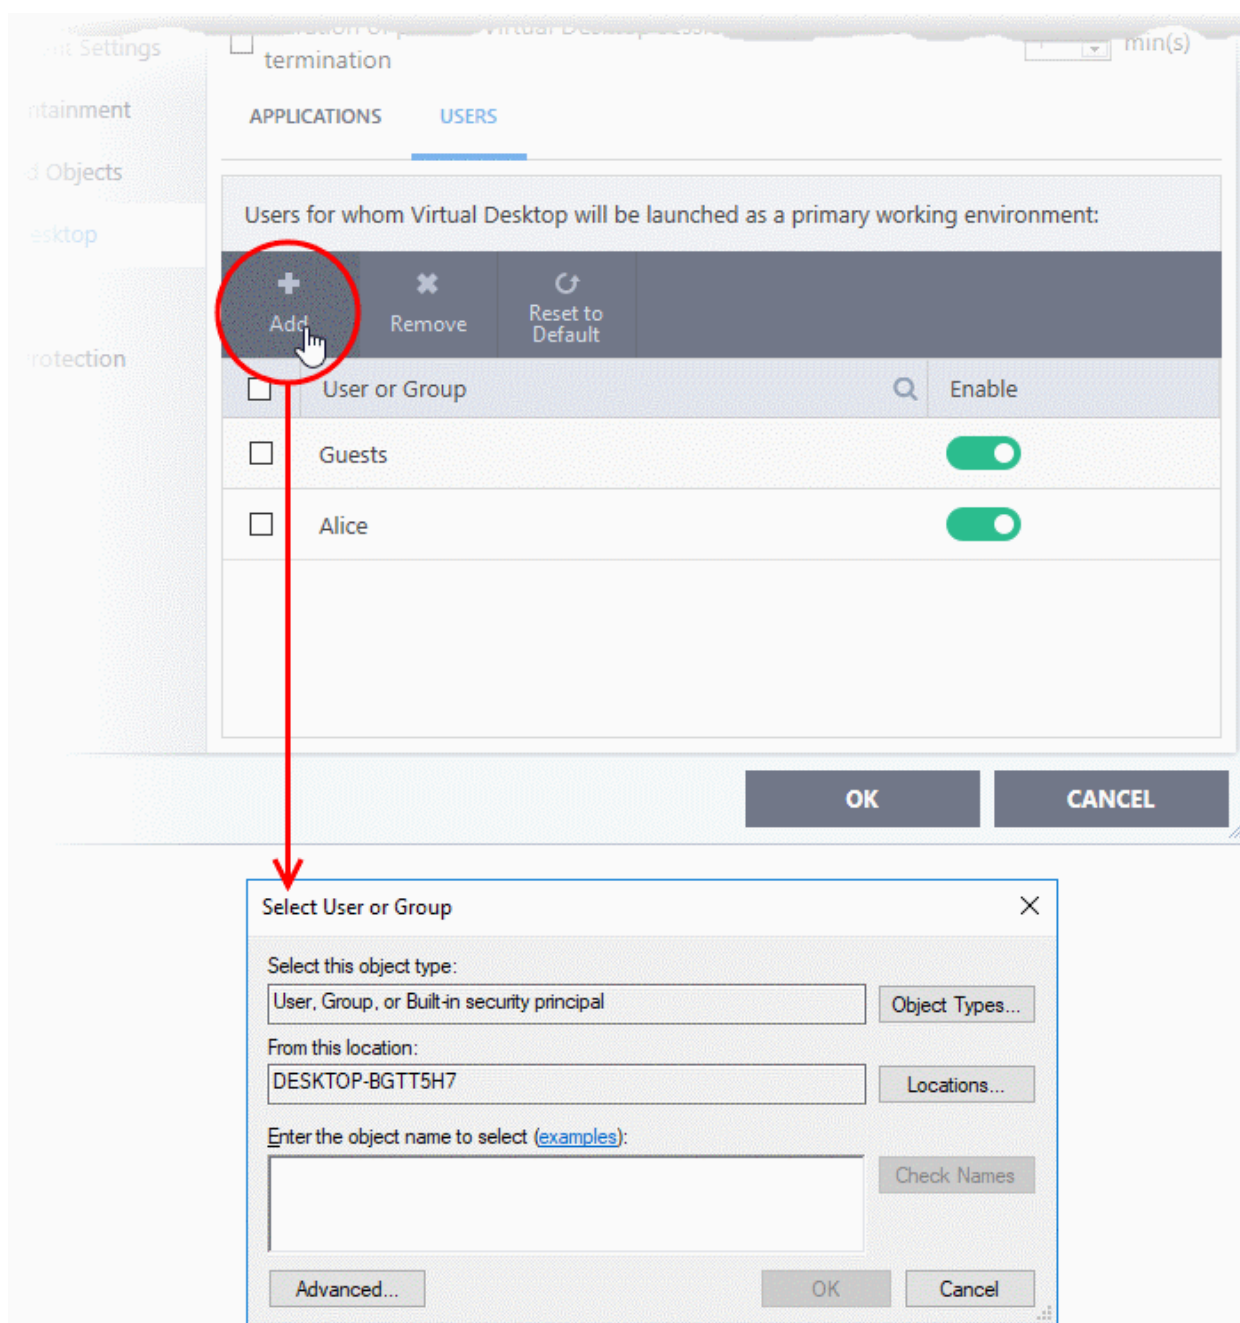 Settings
min(s)
termination
APPLICATIONS USERS
Users for whom Virtual Desktop will be launched as a primary working environment:
Add Remove Reset to
Default
User or Group Enable
Guests
Alice
OK CANCEL
Select User or Group
Select this object type:
User, Group, or Built-in security principal
Object Types...
From this location:
DESKTOP-BGTT5H7
Locations...
Enter the object name to select (examples):
Check Names
Advanced... OK Cancel